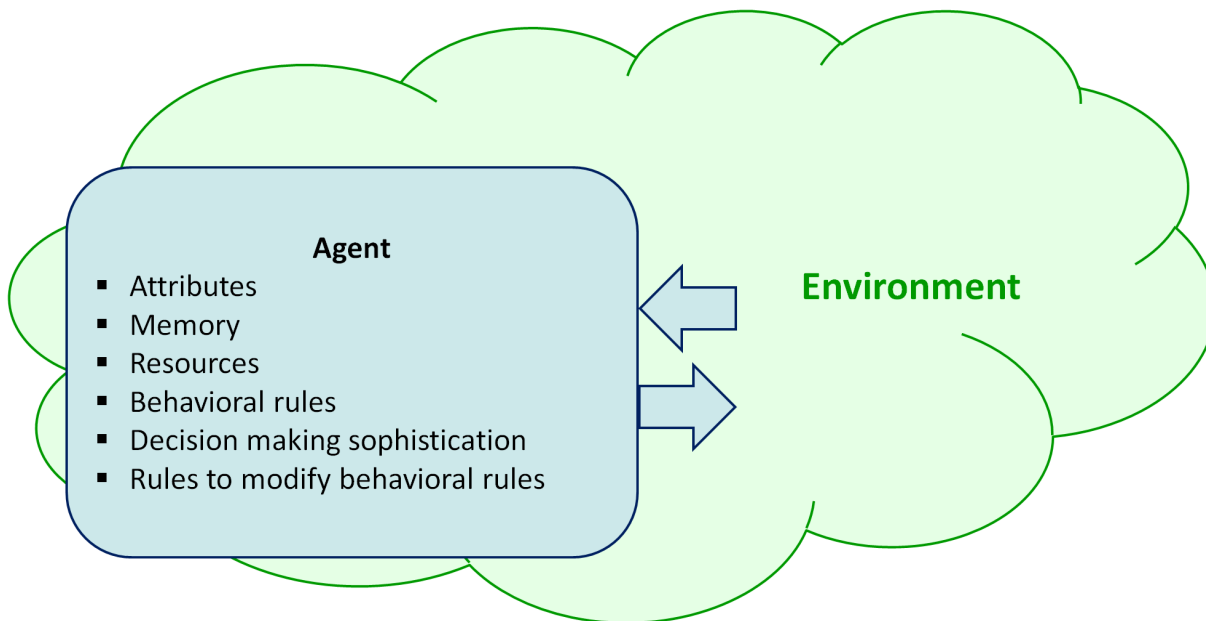 Agent
▪ Attributes
▪ Memory
▪ Resources
▪ Behavioral rules
▪ Decision making sophistication
▪ Rules to modify behavioral rules
Environment